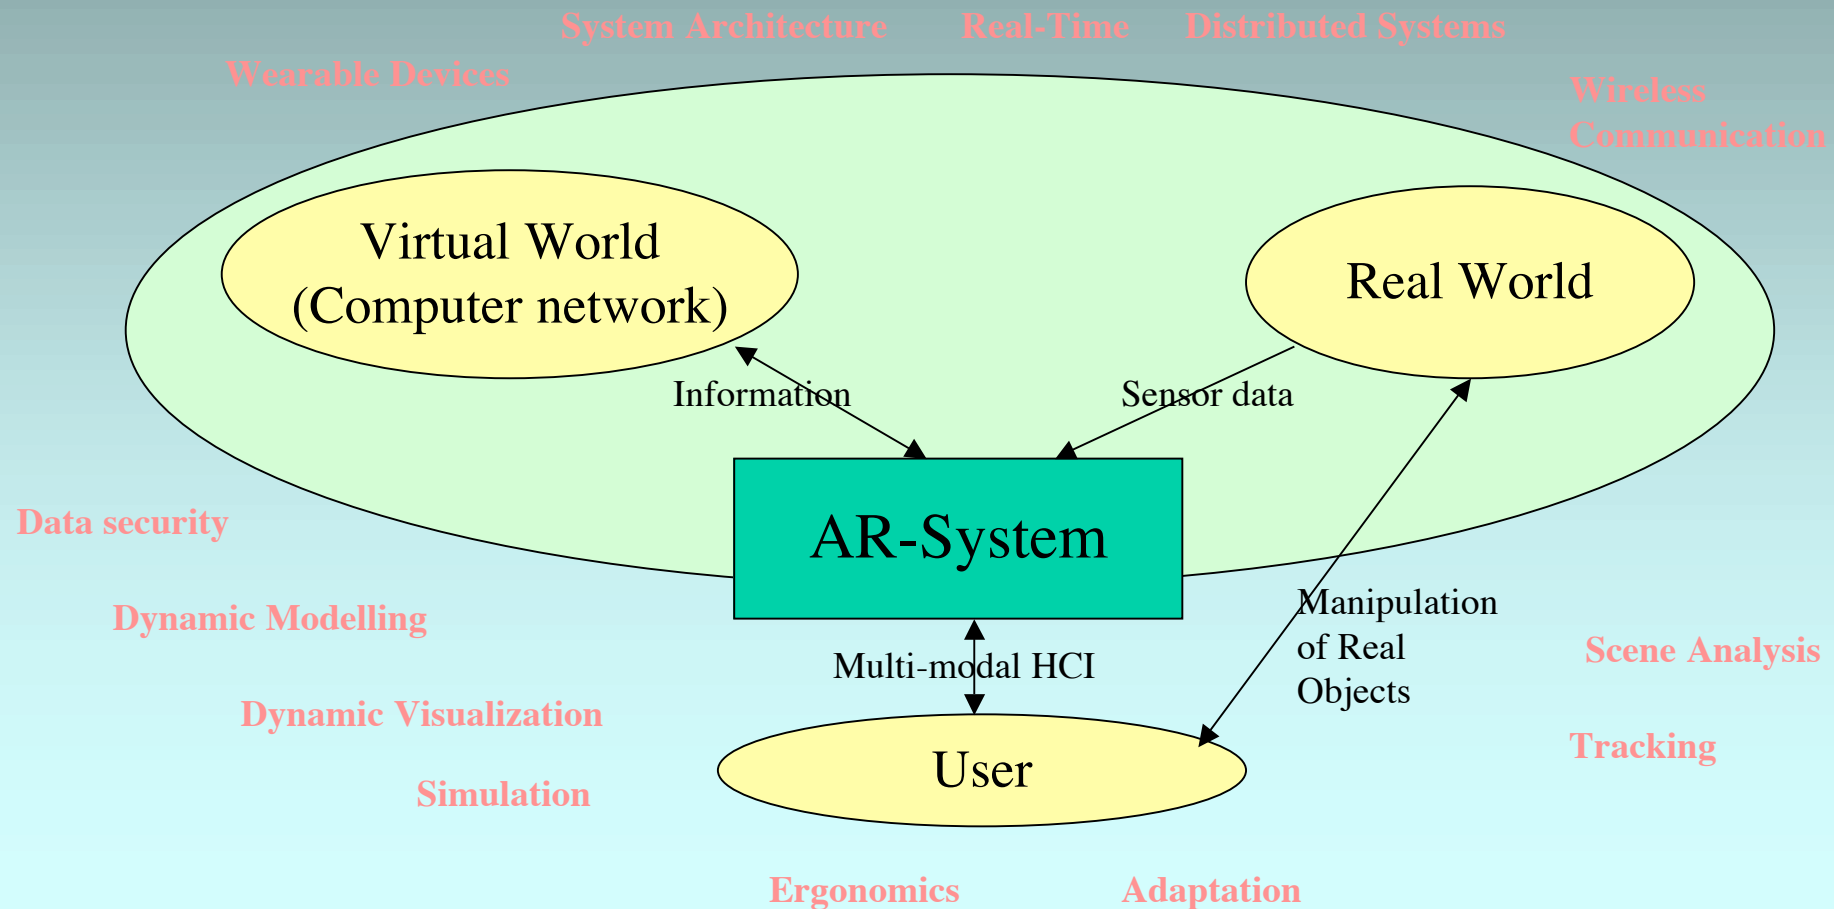 System Architecture
Real-Time
Distributed Systems
Wearable Devices
Wireless
Communication
Virtual World
(Computer network)
Real World
Information
Sensor data
AR-System
Data security
Manipulation
of Real
Objects
Dynamic Modelling
Scene Analysis
Multi-modal HCI
Dynamic Visualization
Tracking
User
Simulation
Ergonomics
Adaptation